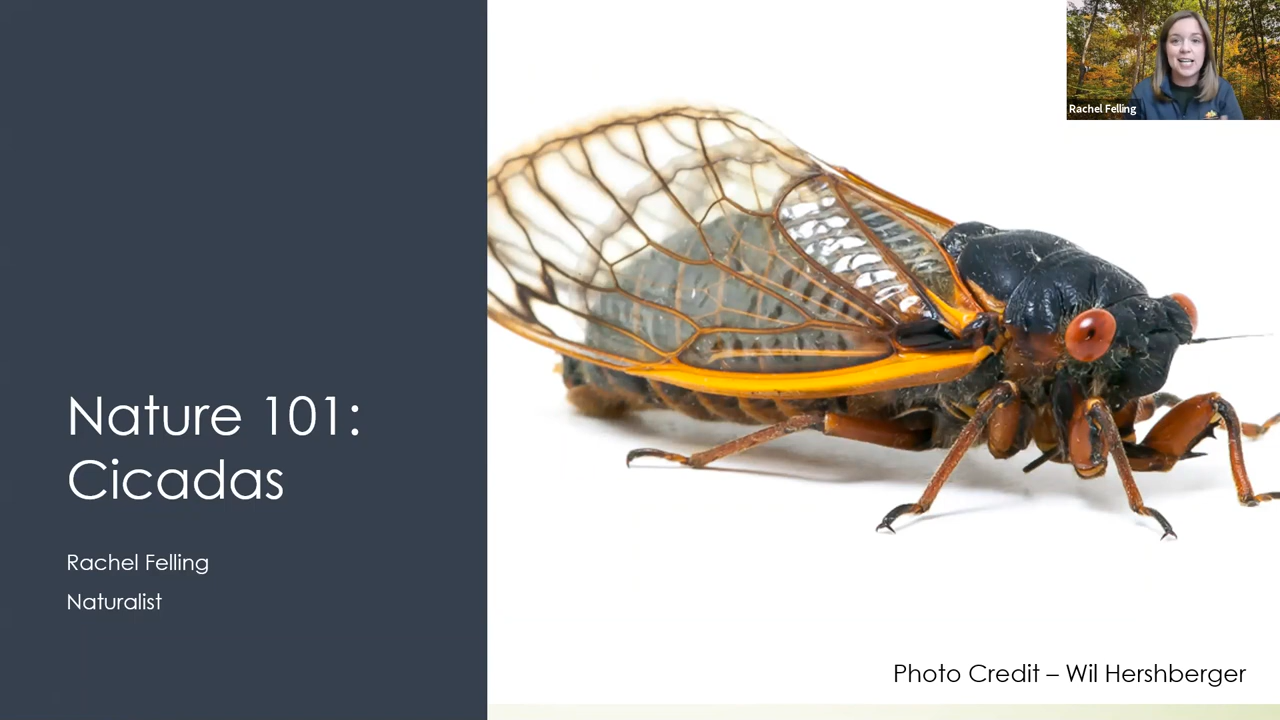 Rachel Felling
Nature 101:
Cicadas
Rachel Felling
Naturalist
Photo Credit – Wil Hershberger